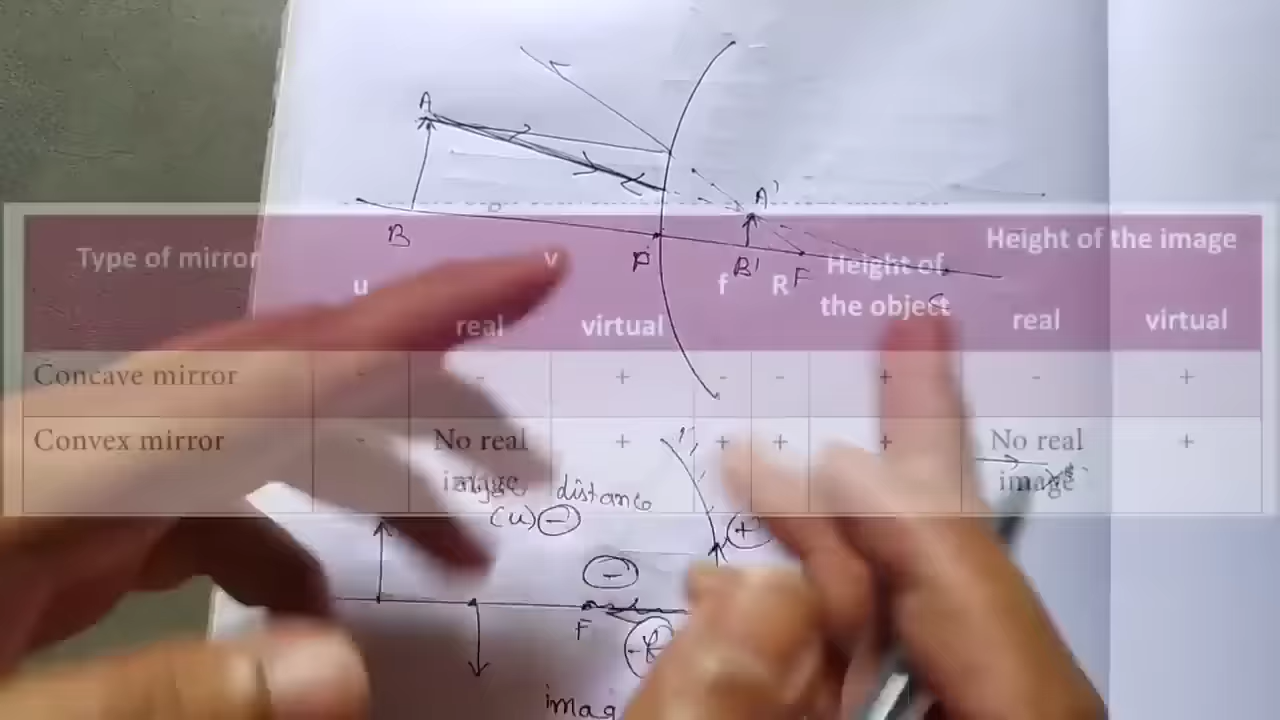 A
A'
B
P
B'
F
C
Type of mirror
u
v
real
virtual
f
R
Height of the object
Height of the image
real
virtual
Concave mirror - - + - - + - +
Convex mirror - No real image + + + + No real image +
distance
(u) -
+
-
F
-f
imag